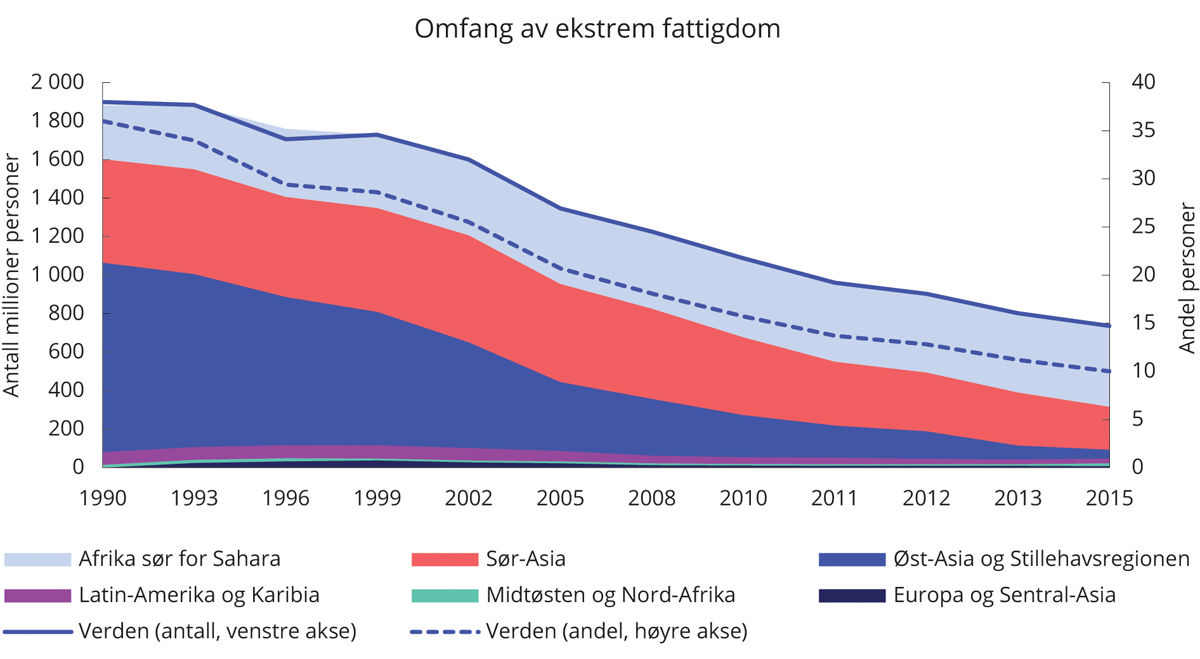 Omfang av ekstrem fattigdom
Antall millioner personer
2 000
1 800
1 600
1 400
1 200
1 000
800
600
400
200
0
40
35
30
25
20
15
10
5
0
Andel personer
1990 1993 1996 1999 2002 2005 2008 2010 2011 2012 2013 2015
Afrika sør for Sahara Sør-Asia Øst-Asia og Stillehavsregionen
Latin-Amerika og Karibia Midtøsten og Nord-Afrika Europa og Sentral-Asia
Verden (antall, venstre akse) Verden (andel, høyre akse)